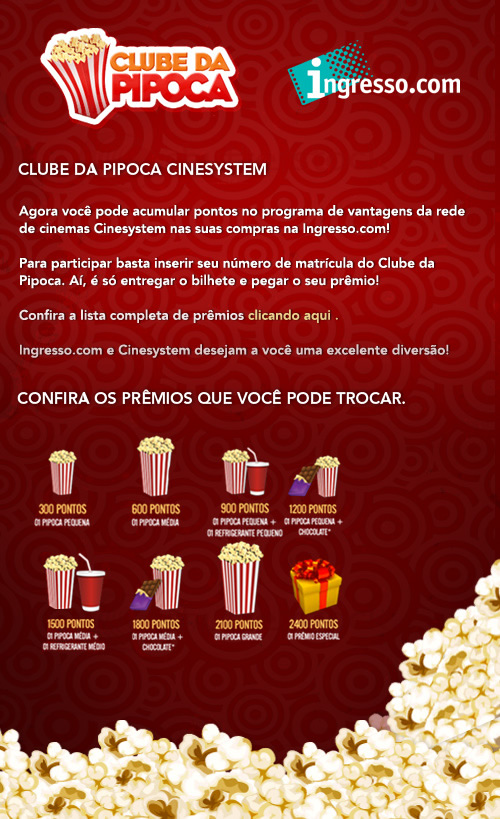 CLUBE DA
PIPOCA
ingresso.com
CLUBE DA PIPOCA CINESYSTEM
Agora você pode acumular pontos no programa de vantagens da rede
de cinemas Cinesystem nas suas compras na Ingresso.com!
Para participar basta inserir seu número de matrícula do Clube da
Pipoca. Aí, é só entregar o bilhete e pegar o seu prêmio!
Confira a lista completa de prêmios clicando aqui .
Ingresso.com e Cinesystem desejam a você uma excelente diversão!
CONFIRA OS PRÊMIOS QUE VOCÊ PODE TROCAR.
300 PONTOS
01 PIPOCA PEQUENA
600 PONTOS
01 PIPOCA MÉDIA
900 PONTOS
01 PIPOCA PEQUENA +
01 REFRIGERANTE PEQUENO
1200 PONTOS
01 PIPOCA PEQUENA +
CHOCOLATE*
1500 PONTOS
01 PIPOCA MÉDIA +
01 REFRIGERANTE MÉDIO
1800 PONTOS
01 PIPOCA MÉDIA +
CHOCOLATE*
2100 PONTOS
01 PIPOCA GRANDE
2400 PONTOS
01 PRÊMIO ESPECIAL